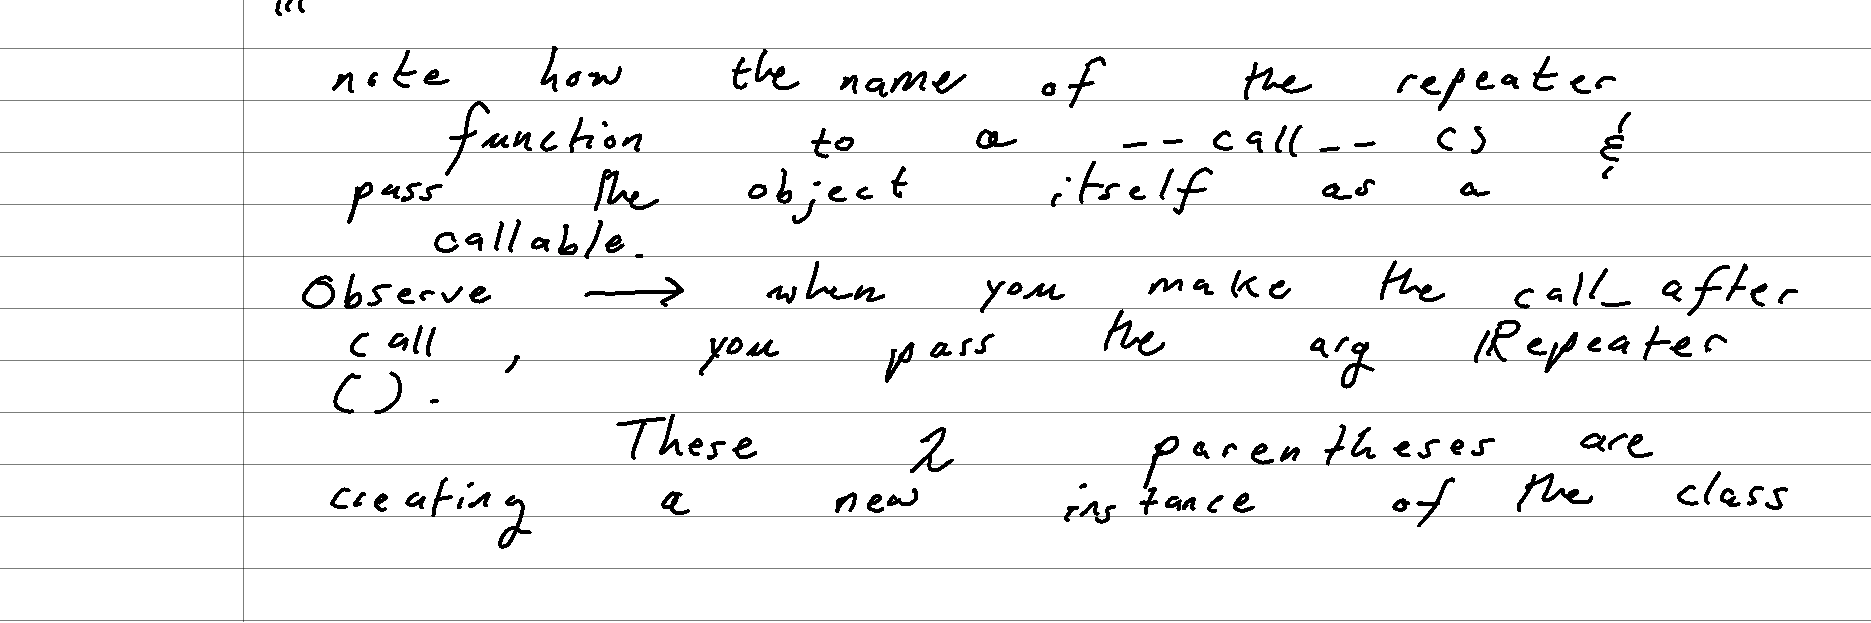 note how the name of the repeater
function to a __call__ () &
pass the object itself as a
callable.
Observe → when you make the call_after
call, you pass the arg Repeater
().
These 2 parentheses are
creating a new instance of the class